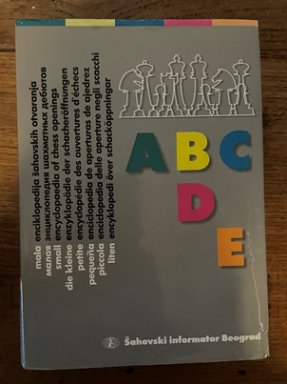 mala enciklopedija šahovskih otvaranja
малая энциклопедия шахматных дебютов
small encyclopaedia of chess openings
die kleine enzyklopädie der schacheröffnungen
petite encyclopédie des ouvertures d'échecs
pequeña enciclopedia de aperturas de ajedrez
piccola enciclopedia delle aperture negli scacchi
liten encyklopedi över schacköppningar
ABC
D
E
Šahovski informator Beograd